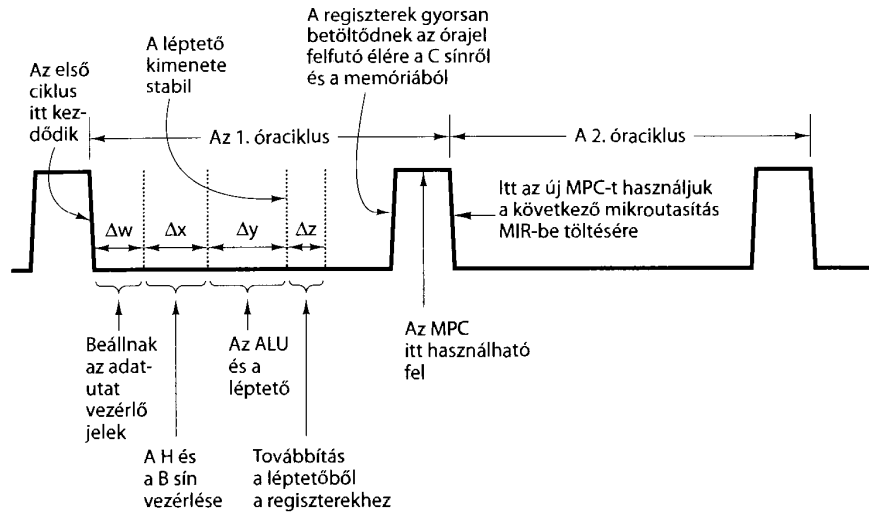 A regiszterek gyorsan
betöltődnek az órajel
felfutó élére a C sínről
és a memóriából
A léptető
kimenete
stabil
Az első
ciklus
itt kez-
dődik
Az 1. óraciklus
A 2. óraciklus
Itt az új MPC-t használjuk
a következő mikroutasítás
MIR-be töltésére
Δw
Δx
Δy
Δz
Beállnak
az adat-
utat
vezérlő
jelek
Az ALU
és a
léptető
Az MPC
itt használható
fel
A H és
a B sín
vezérlése
Továbbítás
a léptetőből
a regiszterekhez